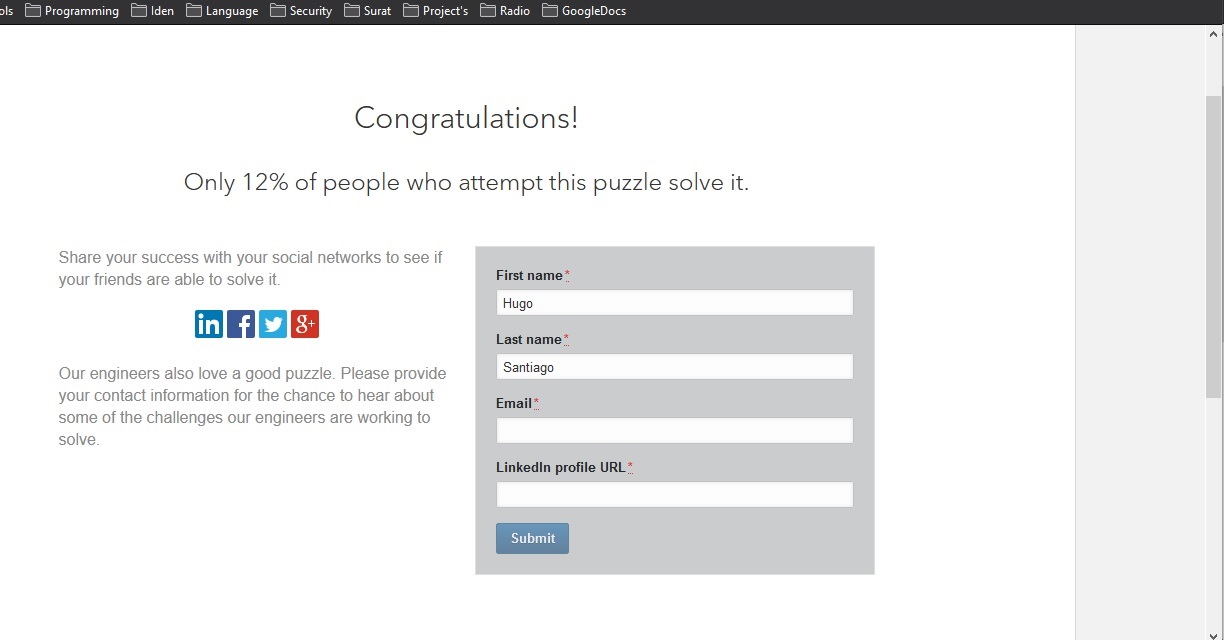 ols Programming Iden Language Security Surat Project's Radio GoogleDocs
Congratulations!
Only 12% of people who attempt this puzzle solve it.
Share your success with your social networks to see if
your friends are able to solve it.
in f g+
Our engineers also love a good puzzle. Please provide
your contact information for the chance to hear about
some of the challenges our engineers are working to
solve.
First name*
Hugo
Last name*
Santiago
Email*
LinkedIn profile URL*
Submit